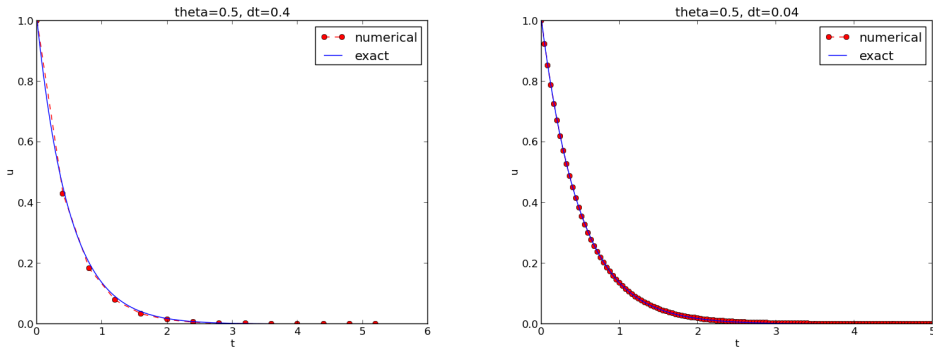 theta=0.5, dt=0.4
1.0
0.8
0.6
0.4
0.2
0.0
u
0 1 2 3 4 5 6
t
numerical
exact
theta=0.5, dt=0.04
1.0
0.8
0.6
0.4
0.2
0.0
u
0 1 2 3 4 5
t
numerical
exact